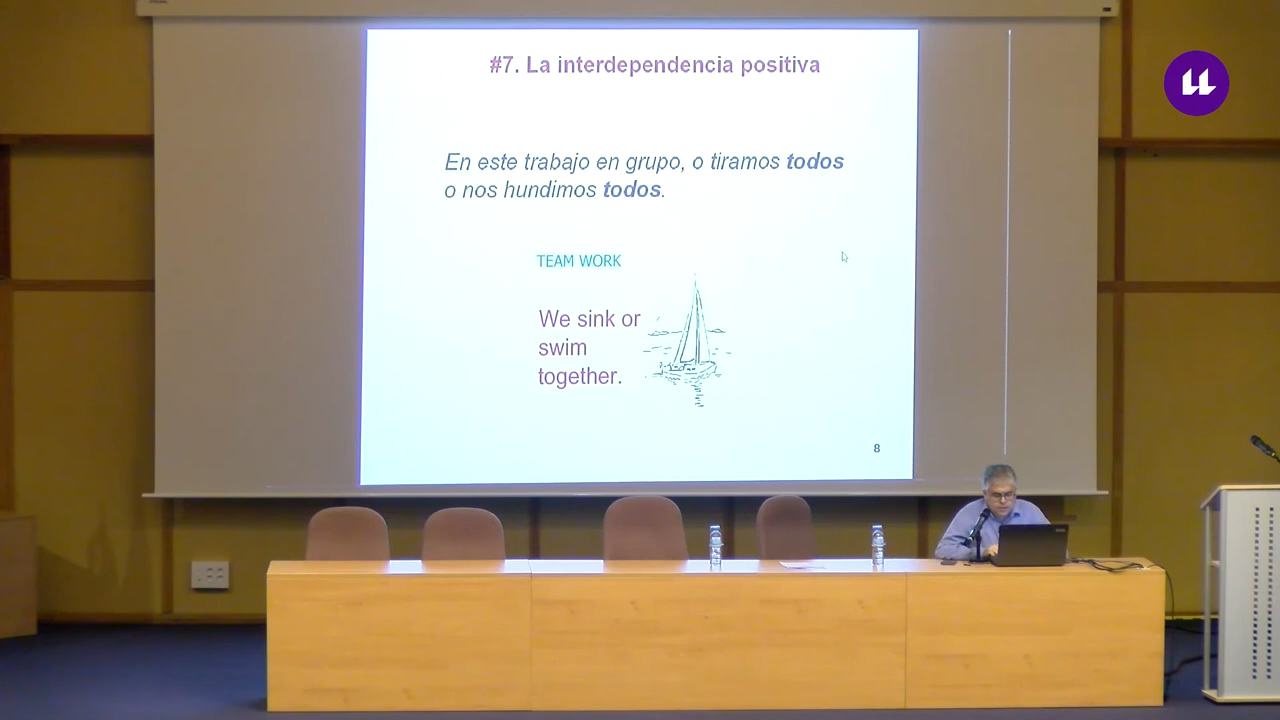 #7. La interdependencia positiva
En este trabajo en grupo, o tiramos todos
o nos hundimos todos.
TEAM WORK
We sink or
swim
together.
8